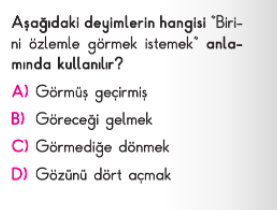 Aşağıdaki deyimlerin hangisi "Biri-
ni özlemle görmek istemek" anla-
mında kullanılır?
A) Görmüş geçirmiş
B) Göreceği gelmek
C) Görmediğe dönmek
D) Gözünü dört açmak